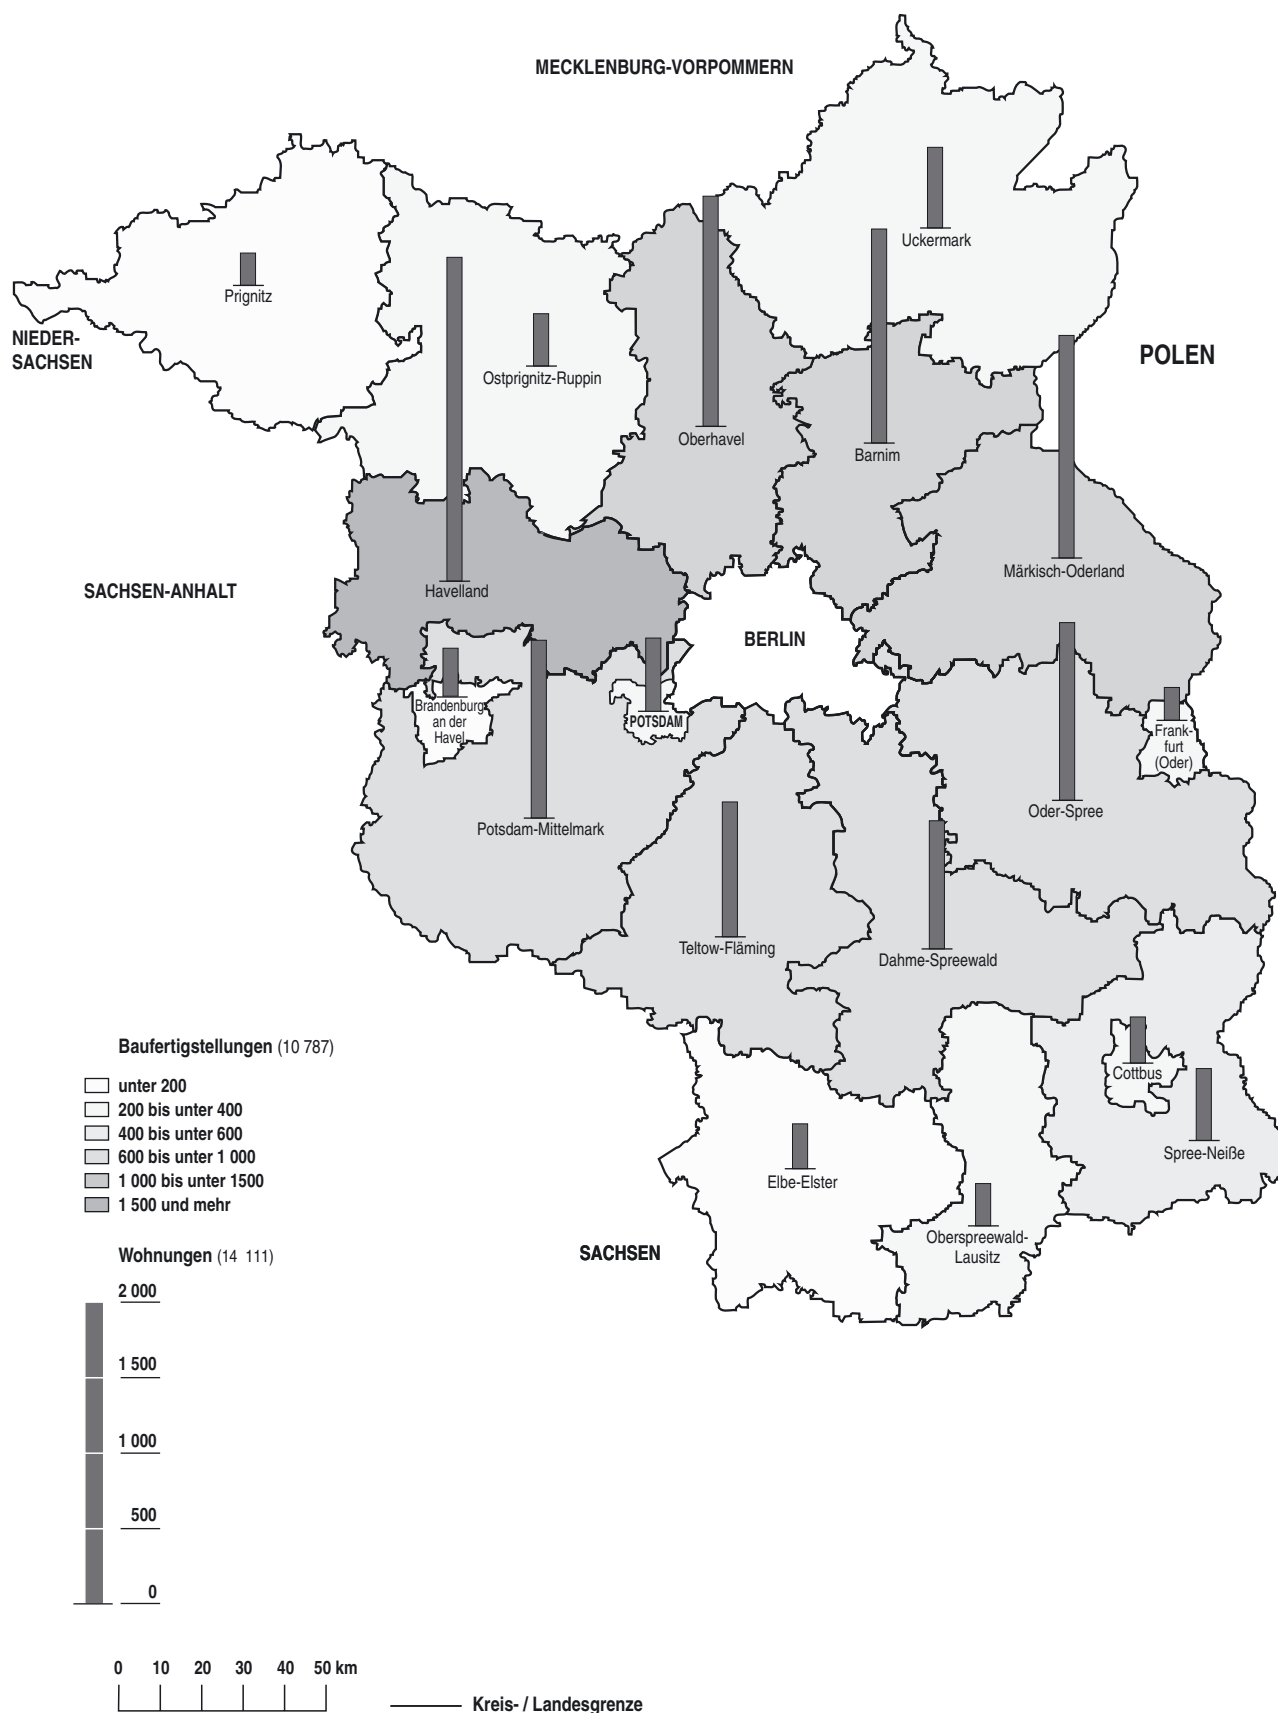 MECKLENBURG-VORPOMMERN
Uckermark
Prignitz
NIEDER-
SACHSEN
POLEN
Ostprignitz-Ruppin
Oberhavel
Barnim
Märkisch-Oderland
SACHSEN-ANHALT
Havelland
BERLIN
Brandenburg
an der
Havel
POTSDAM
Frank-
furt
(Oder)
Oder-Spree
Potsdam-Mittelmark
Teltow-Fläming
Dahme-Spreewald
Cottbus
Spree-Neiße
Elbe-Elster
Oberspreewald-
Lausitz
SACHSEN
Baufertigstellungen (10 787)
unter 200
200 bis unter 400
400 bis unter 600
600 bis unter 1 000
1 000 bis unter 1500
1 500 und mehr
Wohnungen (14 111)
2 000
1 500
1 000
500
0
0 10 20 30 40 50 km
Kreis- / Landesgrenze